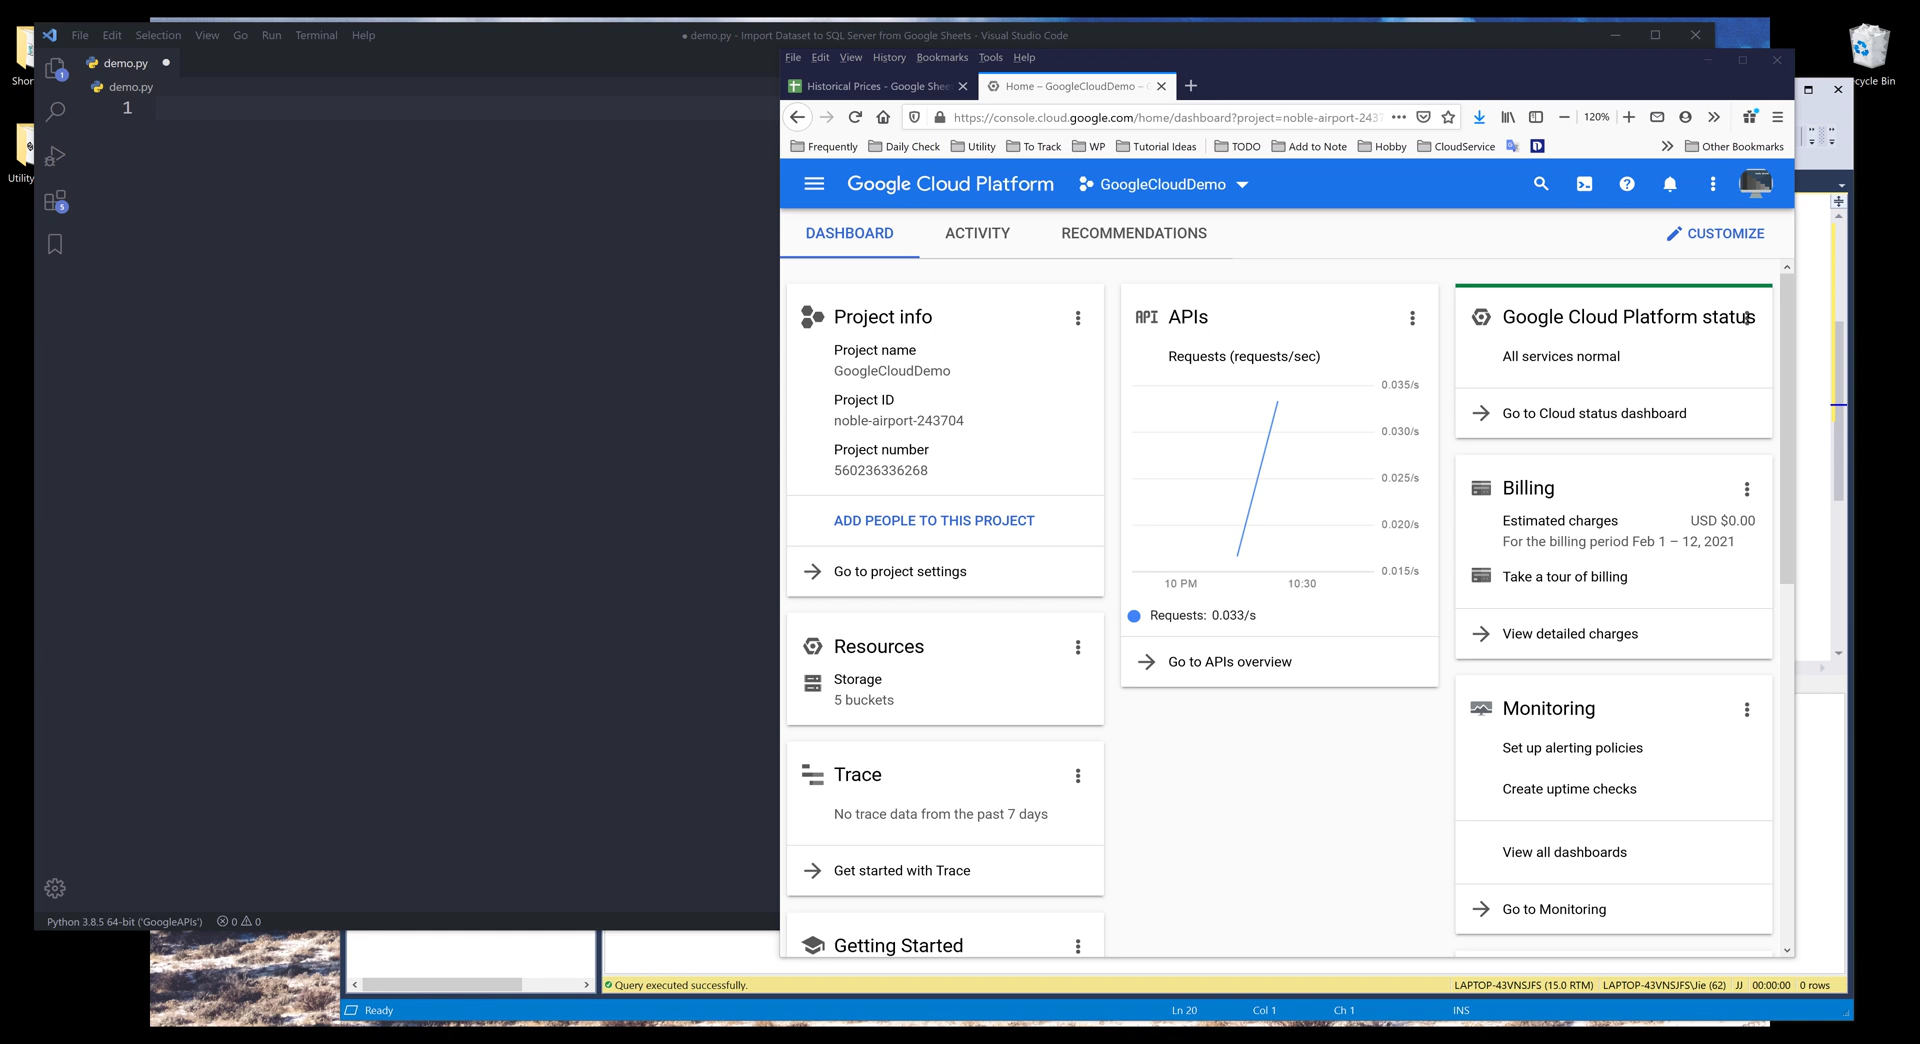 File Edit Selection View Go Run Terminal Help
● demo.py - Import Dataset to SQL Server from Google Sheets - Visual Studio Code
demo.py ●
demo.py
1
1
5
Python 3.8.5 64-bit ('GoogleAPIs') 0 0
File Edit View History Bookmarks Tools Help
Historical Prices - Google Shee
Home – GoogleCloudDemo –
https://console.cloud.google.com/home/dashboard?project=noble-airport-2437
120%
Frequently Daily Check Utility To Track WP Tutorial Ideas TODO Add to Note Hobby CloudService Other Bookmarks
Google Cloud Platform GoogleCloudDemo
DASHBOARD ACTIVITY RECOMMENDATIONS CUSTOMIZE
Project info
Project name
GoogleCloudDemo
Project ID
noble-airport-243704
Project number
560236336268
ADD PEOPLE TO THIS PROJECT
Go to project settings
Resources
Storage
5 buckets
Trace
No trace data from the past 7 days
Get started with Trace
Getting Started
API APIs
Requests (requests/sec)
0.035/s
0.030/s
0.025/s
0.020/s
0.015/s
10 PM 10:30
Requests: 0.033/s
Go to APIs overview
Google Cloud Platform status
All services normal
Go to Cloud status dashboard
Billing
Estimated charges USD $0.00
For the billing period Feb 1 – 12, 2021
Take a tour of billing
View detailed charges
Monitoring
Set up alerting policies
Create uptime checks
View all dashboards
Go to Monitoring
Query executed successfully. LAPTOP-43VNSJFS (15.0 RTM) LAPTOP-43VNSJFS\Jie (62) JJ 00:00:00 0 rows
Ready Ln 20 Col 1 Ch 1 INS
Shor
Utility
cycle Bin